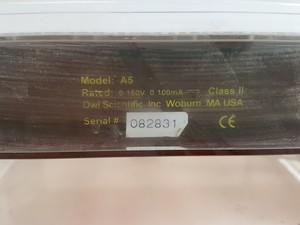 Model: A5
Rated: 0-150V, 0-100mA Class II
Owl Scientific, Inc. Woburn, MA USA
Serial # 082831 CE